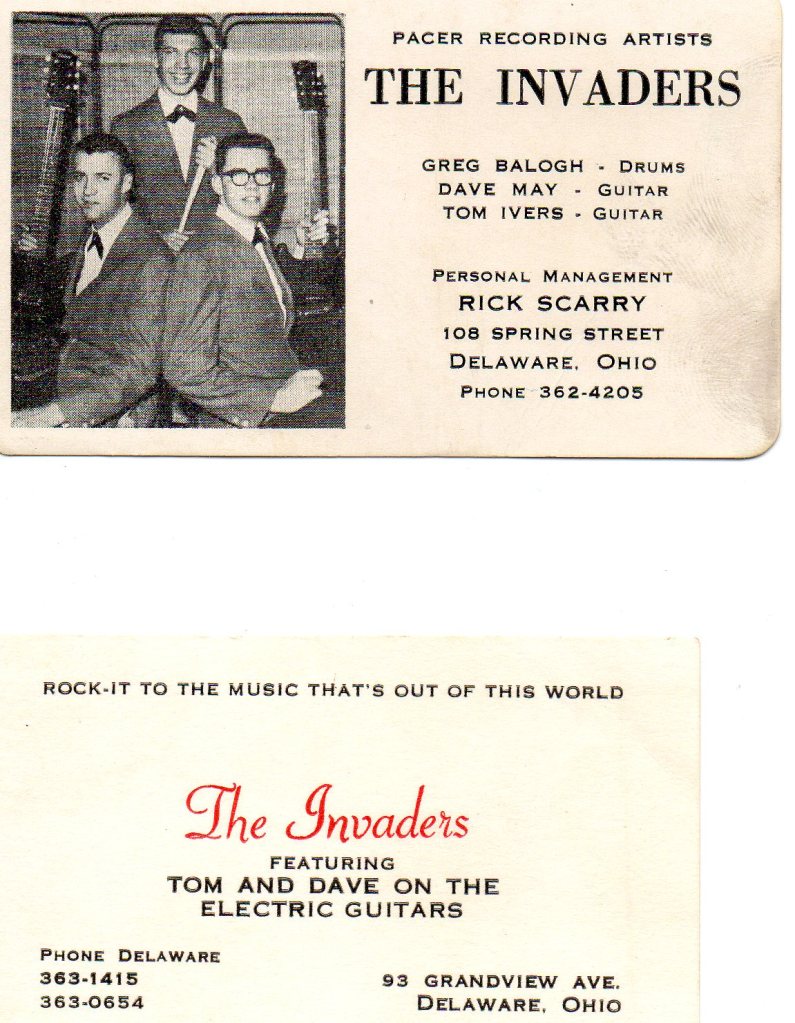 PACER RECORDING ARTISTS
THE INVADERS
GREG BALOGH - DRUMS
DAVE MAY - GUITAR
TOM IVERS - GUITAR
PERSONAL MANAGEMENT
RICK SCARRY
108 SPRING STREET
DELAWARE, OHIO
PHONE 362-4205
ROCK-IT TO THE MUSIC THAT'S OUT OF THIS WORLD
The Invaders
FEATURING
TOM AND DAVE ON THE
ELECTRIC GUITARS
PHONE DELAWARE
363-1415
363-0654
93 GRANDVIEW AVE.
DELAWARE, OHIO